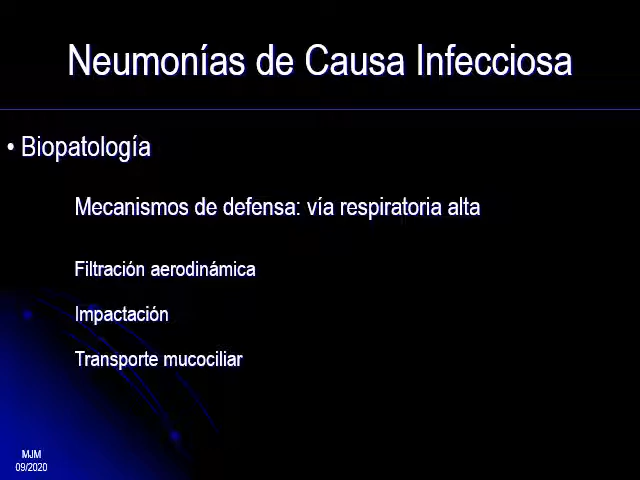 Neumonías de Causa Infecciosa
• Biopatología
Mecanismos de defensa: vía respiratoria alta
Filtración aerodinámica
Impactación
Transporte mucociliar
MJM
09/2020